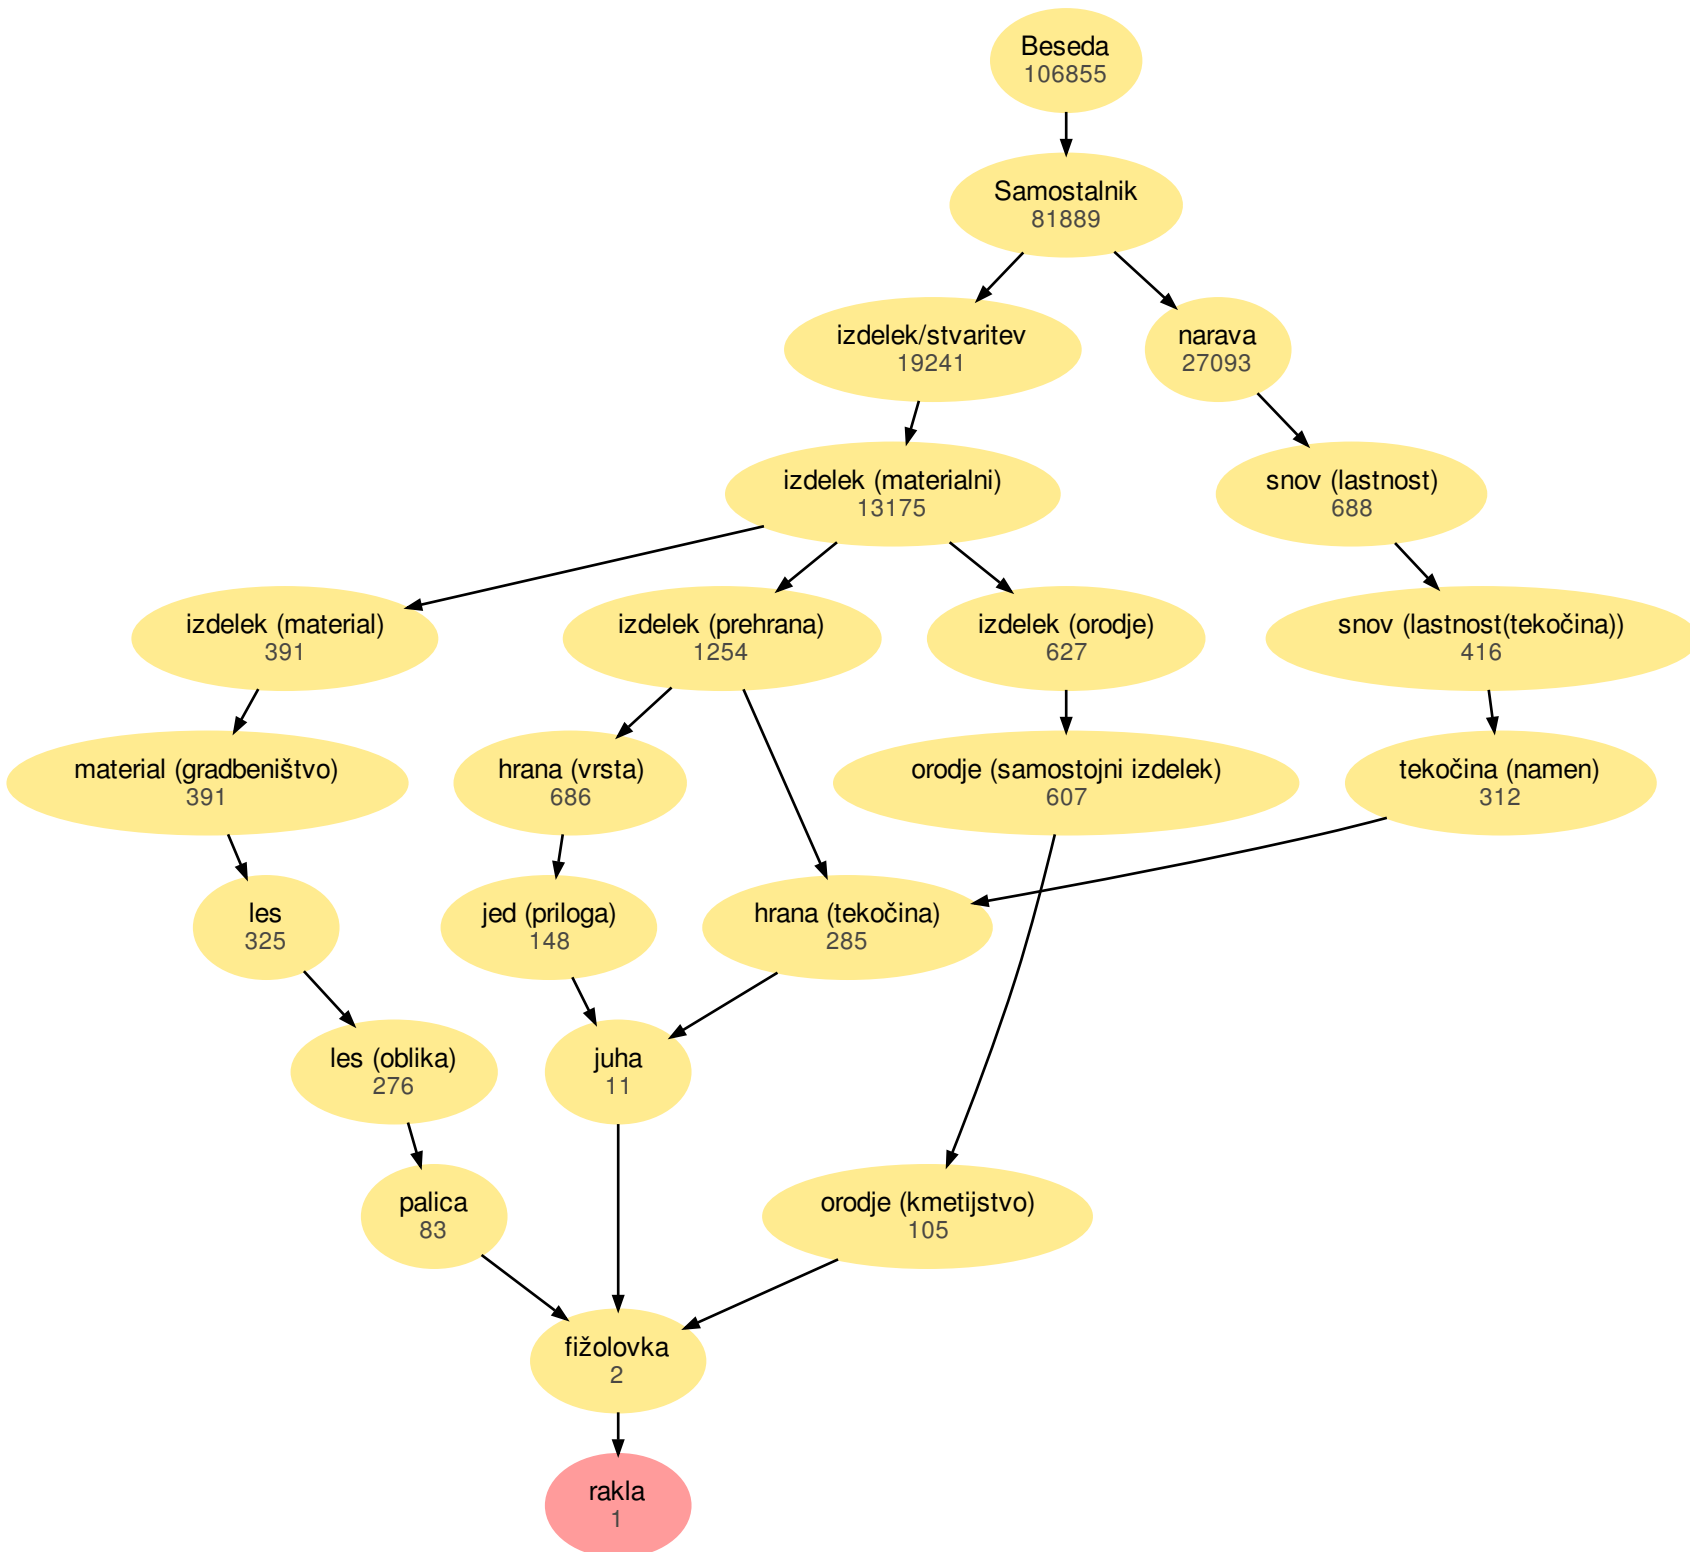 Beseda
106855
Samostalnik
81889
izdelek/stvaritev
19241
narava
27093
izdelek (materialni)
13175
snov (lastnost)
688
izdelek (material)
391
izdelek (prehrana)
1254
izdelek (orodje)
627
snov (lastnost(tekočina))
416
material (gradbeništvo)
391
hrana (vrsta)
686
orodje (samostojni izdelek)
607
tekočina (namen)
312
les
325
jed (priloga)
148
hrana (tekočina)
285
les (oblika)
276
juha
11
palica
83
orodje (kmetijstvo)
105
fižolovka
2
rakla
1